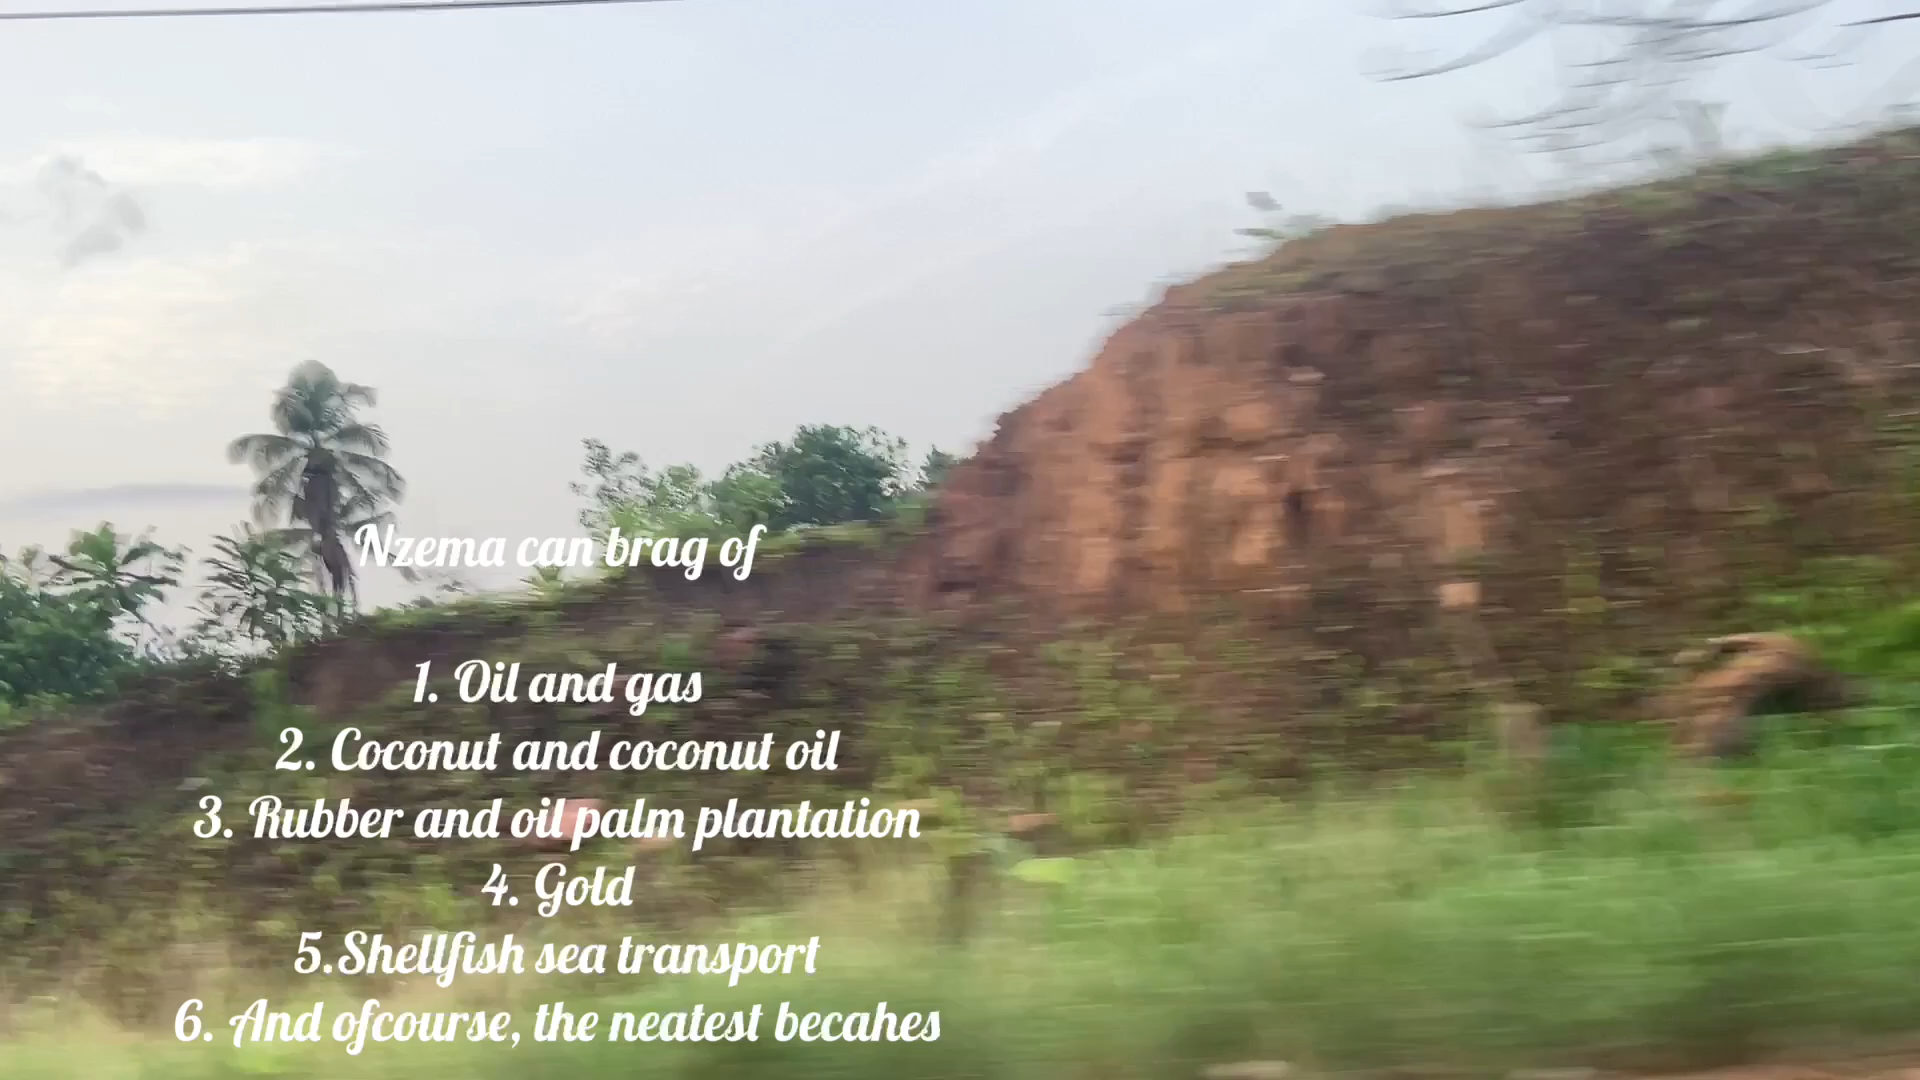 Nzema can brag of
1. Oil and gas
2. Coconut and coconut oil
3. Rubber and oil palm plantation
4. Gold
5.Shellfish sea transport
6. And ofcourse, the neatest becahes